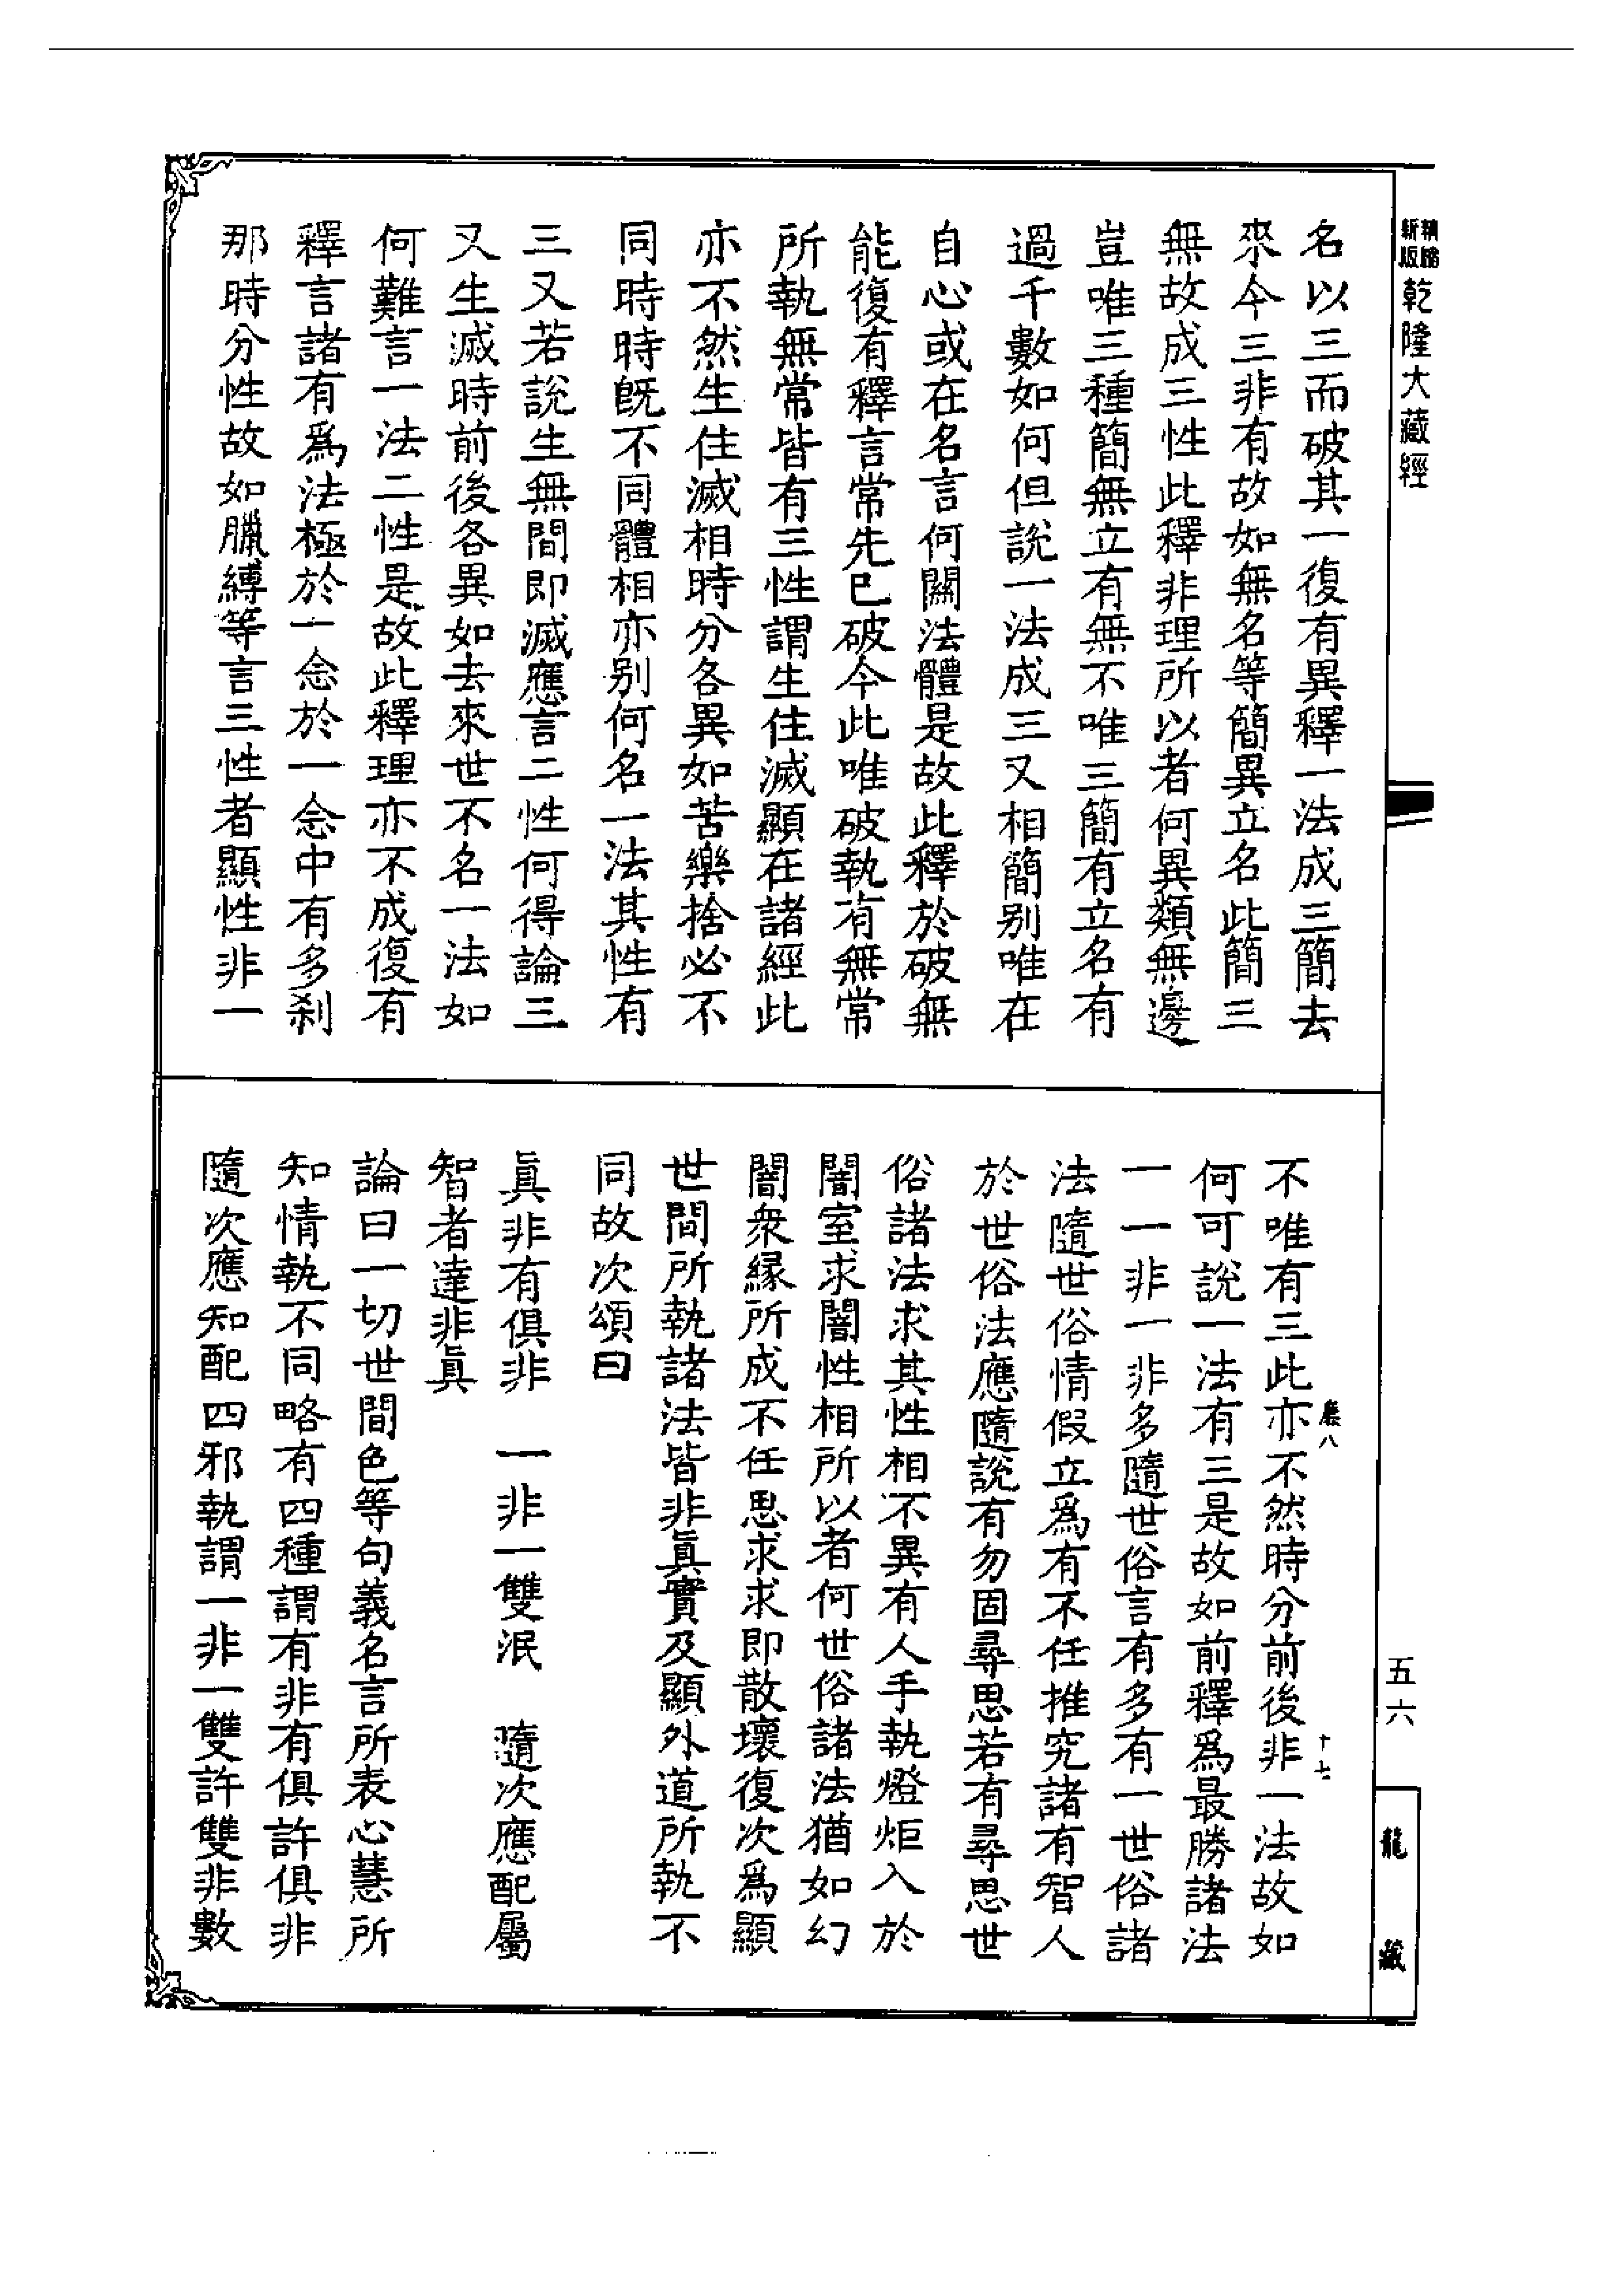 新版
精縮
乾隆大藏經
名以三而破其一復有異釋一法成三簡去
來今三非有故如無名等簡異立名此簡三
無故成三性此釋非理所以者何異類無邊
豈唯三種簡無立有無不唯三簡有立名有
過千數如何但說一法成三又相簡别唯在
自心或在名言何關法體是故此釋於破無
能復有釋言常先已破今此唯破執有無常
所執無常皆有三性謂生住滅顯在諸經此
亦不然生住滅相時分各異如苦樂捨必不
同時時旣不同體相亦别何名一法其性有
三又若說生無間即滅應言二性何得論三
又生滅時前後各異如去來世不名一法如
何難言一法二性是故此釋理亦不成復有
釋言諸有爲法極於一念於一念中有多刹
那時分性故如臘縛等言三性者顯性非一
不唯有三此亦不然時分前後非一法故如
何可說一法有三是故如前釋爲最勝諸法
一一非一非多隨世俗言有多有一世俗諸
法隨世俗情假立爲有不任推究諸有智人
於世俗法應隨說有勿固尋思若有尋思世
俗諸法求其性相不異有人手執燈炬入於
闇室求闇性相所以者何世俗諸法猶如幻
闇衆緣所成不任思求求即散壞復次爲顯
世間所執諸法皆非眞實及顯外道所執不
同故次頌曰
眞非有俱非　一非一雙泯　隨次應配屬
智者達非眞
論曰一切世間色等句義名言所表心慧所
知情執不同略有四種謂有非有俱許俱非
隨次應知配四邪執謂一非一雙許雙非數
八
十七
五六
龍藏